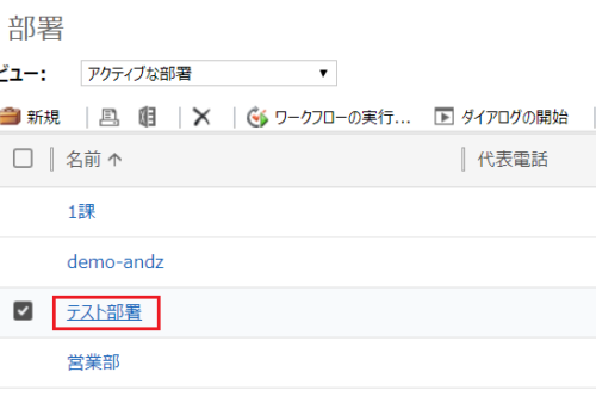 部署
ビュー: アクティブな部署
新規 ワークフローの実行... ダイアログの開始
名前 代表電話
1課
demo-andz
テスト部署
営業部